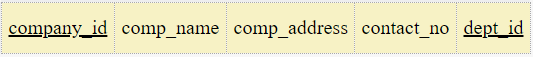 company_id comp_name comp_address contact_no dept_id